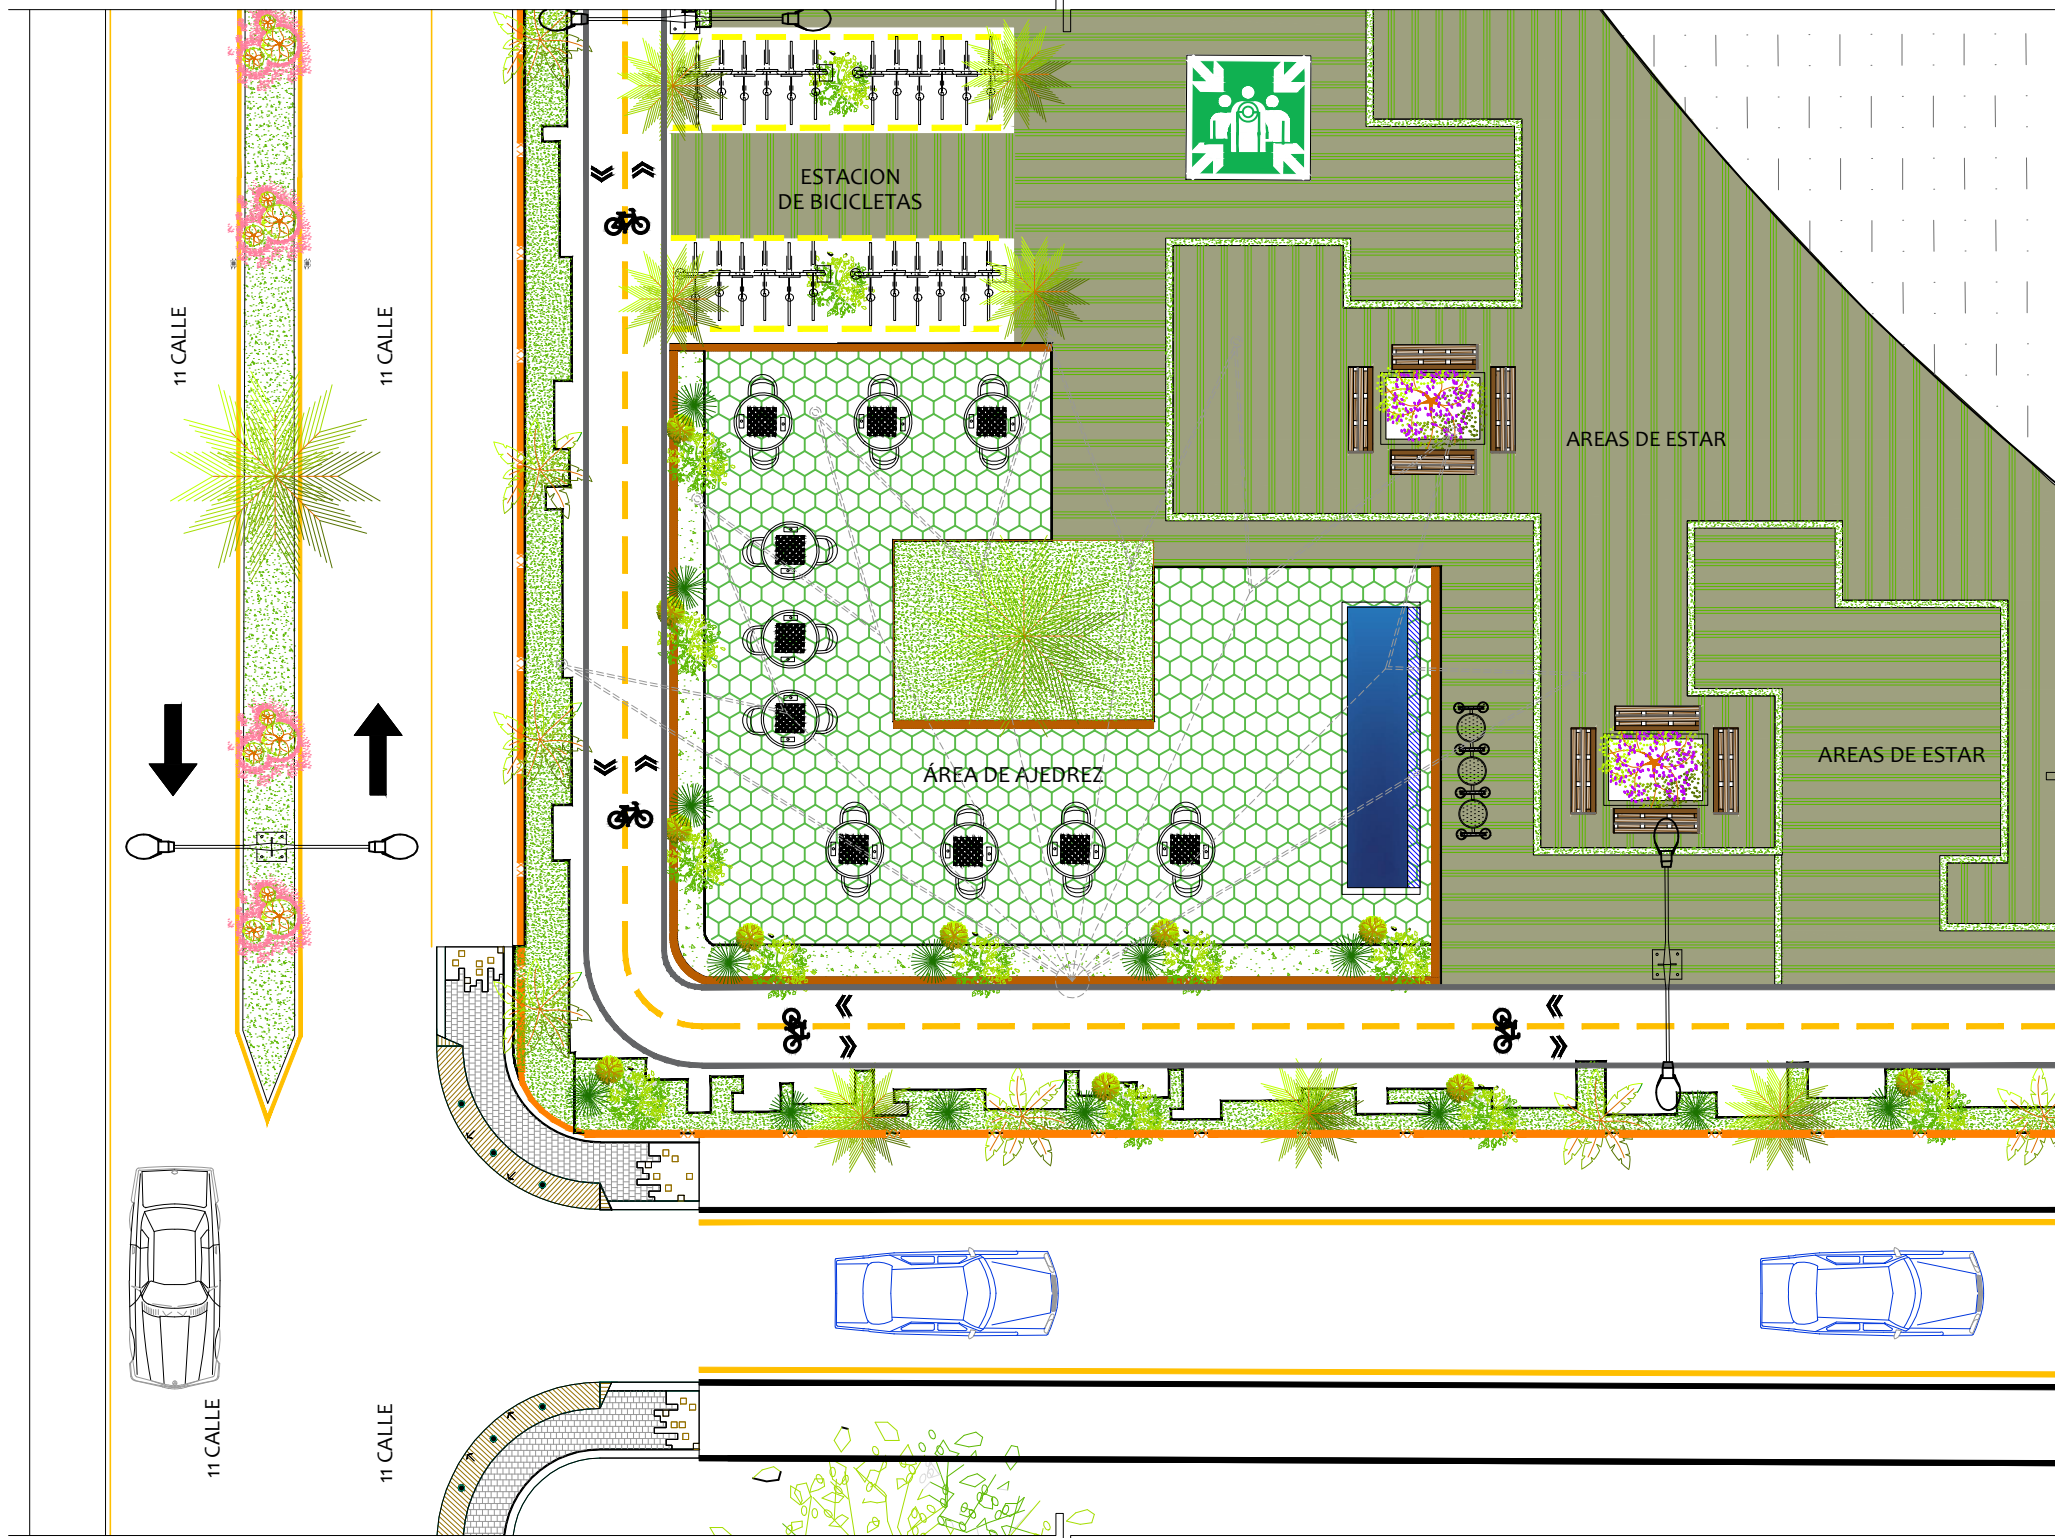 ESTACION
DE BICICLETAS
11 CALLE
11 CALLE
AREAS DE ESTAR
AREAS DE ESTAR
ÁREA DE AJEDREZ
11 CALLE
11 CALLE